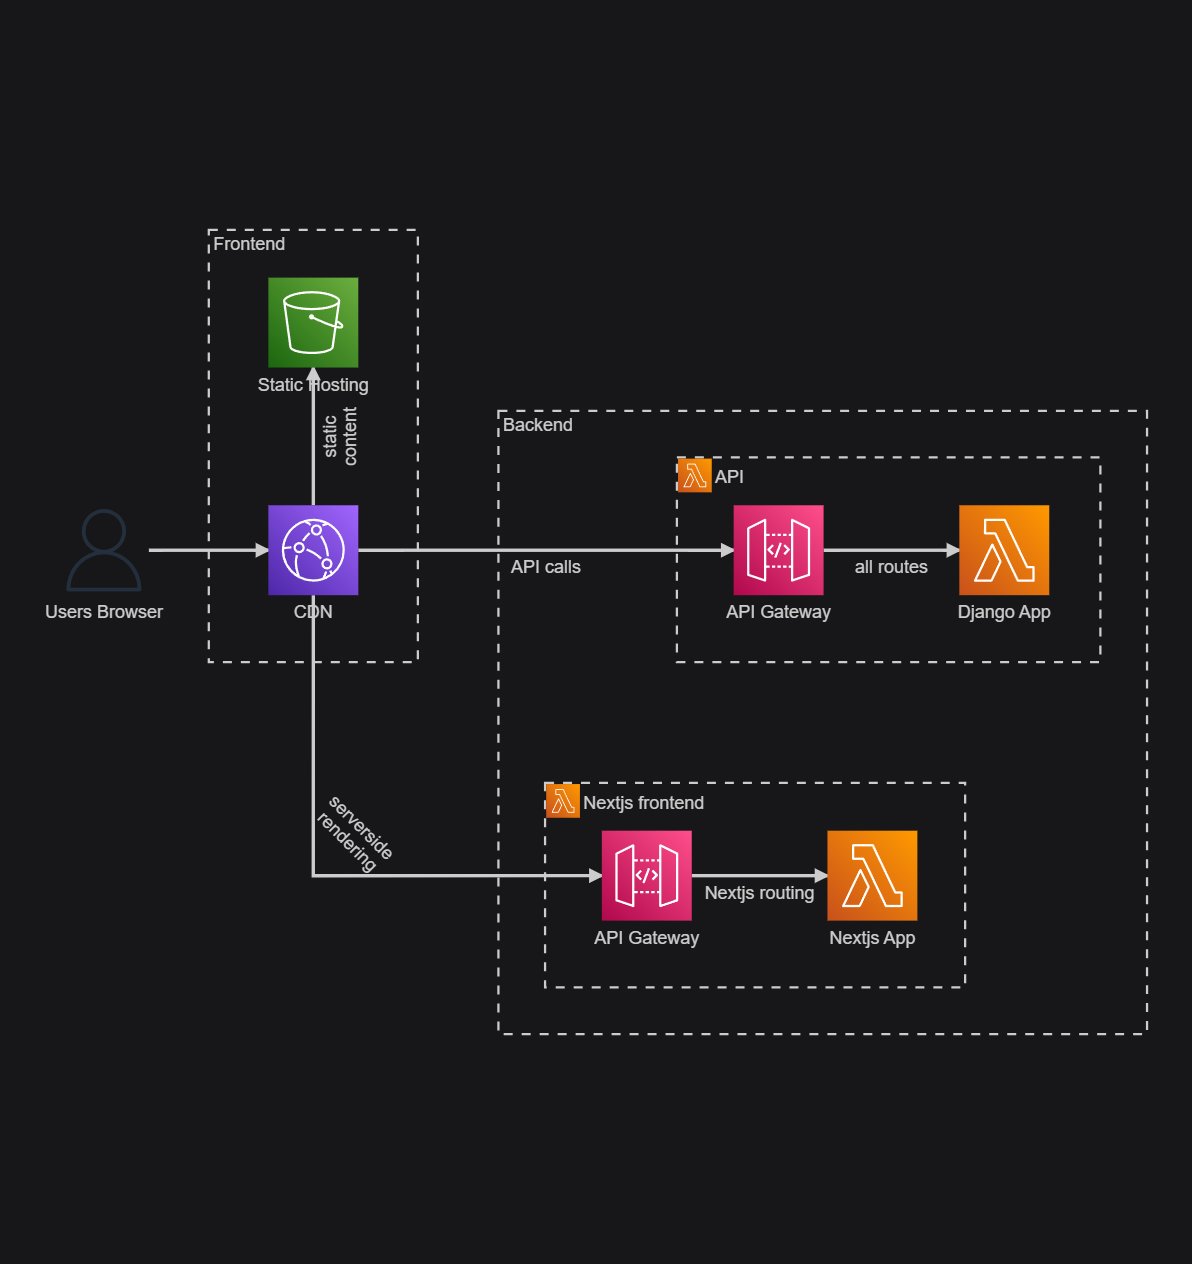 Frontend
Static Hosting
static
content
Backend
API
Users Browser
CDN
API calls
</>
API Gateway
all routes
Django App
serverside
rendering
Nextjs frontend
</>
API Gateway
Nextjs routing
Nextjs App